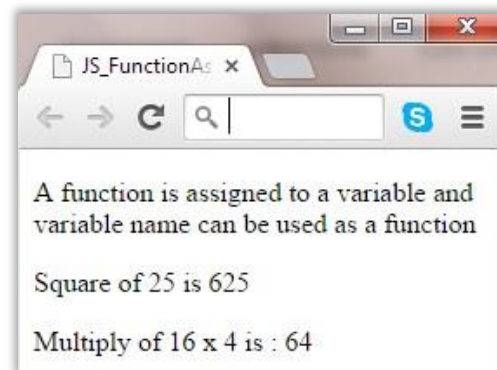 JS_FunctionAs
A function is assigned to a variable and
variable name can be used as a function
Square of 25 is 625
Multiply of 16 x 4 is : 64